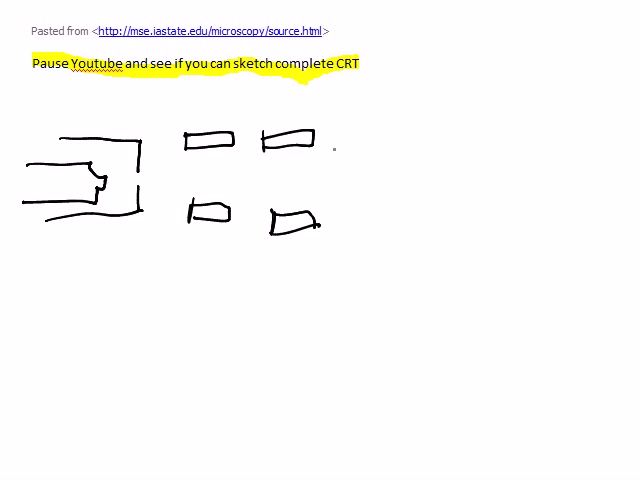 Pasted from <http://mse.iastate.edu/microscopy/source.html>
Pause Youtube and see if you can sketch complete CRT